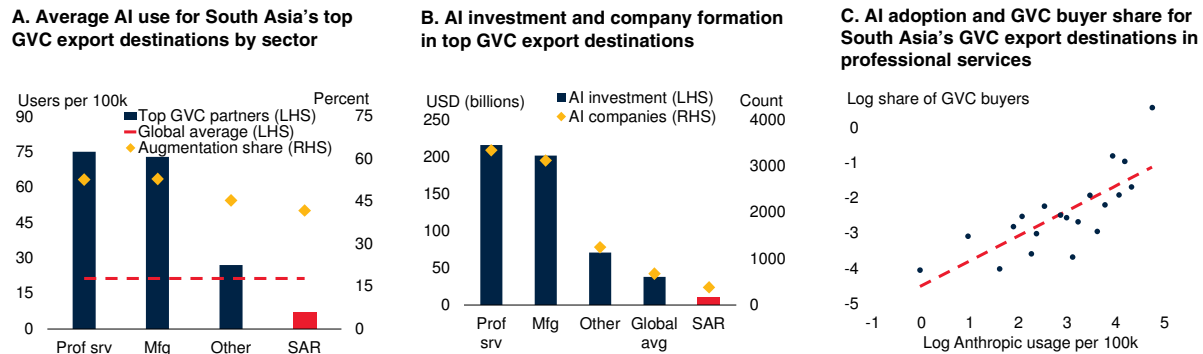 A. Average AI use for South Asia's top
GVC export destinations by sector
Users per 100k
Percent
Top GVC partners (LHS)
Global average (LHS)
Augmentation share (RHS)
90
75
60
45
30
15
0
75
60
45
30
15
0
Prof srv
Mfg
Other
SAR
B. AI investment and company formation
in top GVC export destinations
USD (billions)
AI investment (LHS)
AI companies (RHS)
Count
250
200
150
100
50
0
4000
3000
2000
1000
0
Prof
srv
Mfg
Other
Global
avg
SAR
C. AI adoption and GVC buyer share for
South Asia's GVC export destinations in
professional services
Log share of GVC buyers
0
-1
-2
-3
-4
-5
-1
0
1
2
3
4
5
Log Anthropic usage per 100k